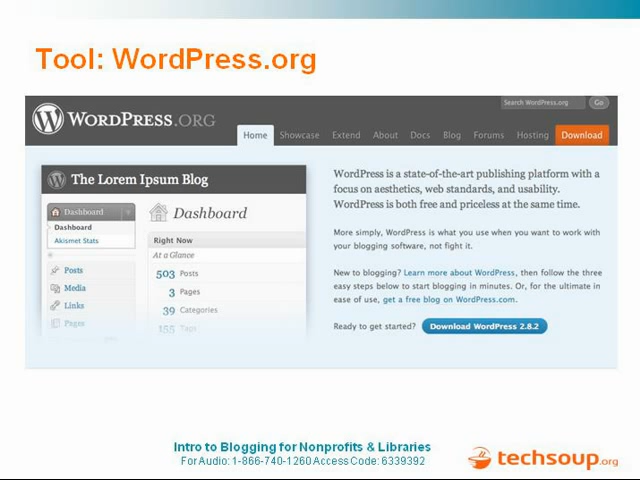 Tool: WordPress.org
Search WordPress.org Go
WORDPRESS.ORG
Home Showcase Extend About Docs Blog Forums Hosting Download
The Lorem Ipsum Blog
Dashboard
Dashboard
Akismet Stats
Posts
Media
Links
Pages
Dashboard
Right Now
At a Glance
503 Posts
3 Pages
39 Categories
155 Tags
WordPress is a state-of-the-art publishing platform with a
focus on aesthetics, web standards, and usability.
WordPress is both free and priceless at the same time.
More simply, WordPress is what you use when you want to work with
your blogging software, not fight it.
New to blogging? Learn more about WordPress, then follow the three
easy steps below to start blogging in minutes. Or, for the ultimate in
ease of use, get a free blog on WordPress.com.
Ready to get started? Download WordPress 2.8.2
Intro to Blogging for Nonprofits & Libraries
For Audio: 1-866-740-1260 Access Code: 6339392
techsoup.org